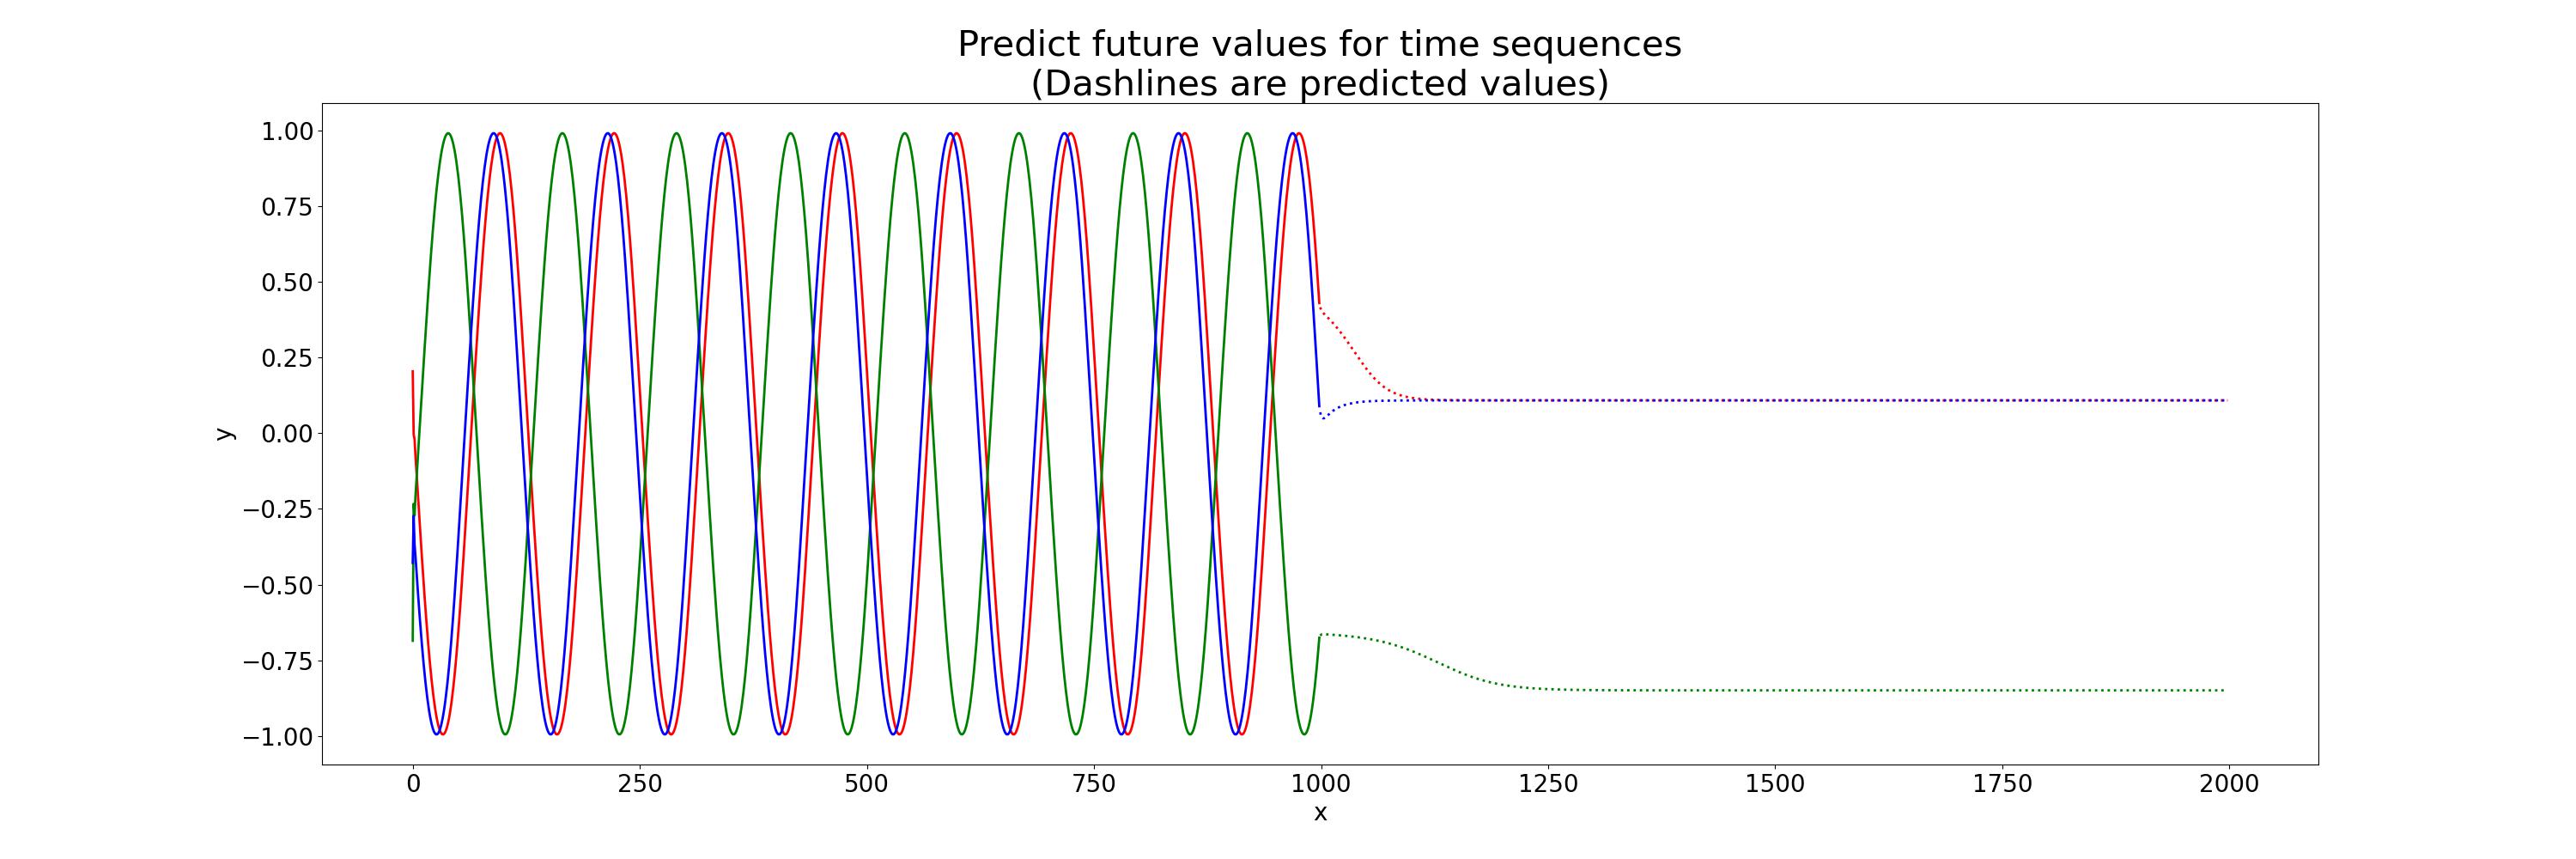 Predict future values for time sequences
(Dashlines are predicted values)
1.00
0.75
0.50
0.25
0.00
−0.25
−0.50
−0.75
−1.00
y
0 250 500 750 1000 1250 1500 1750 2000
x